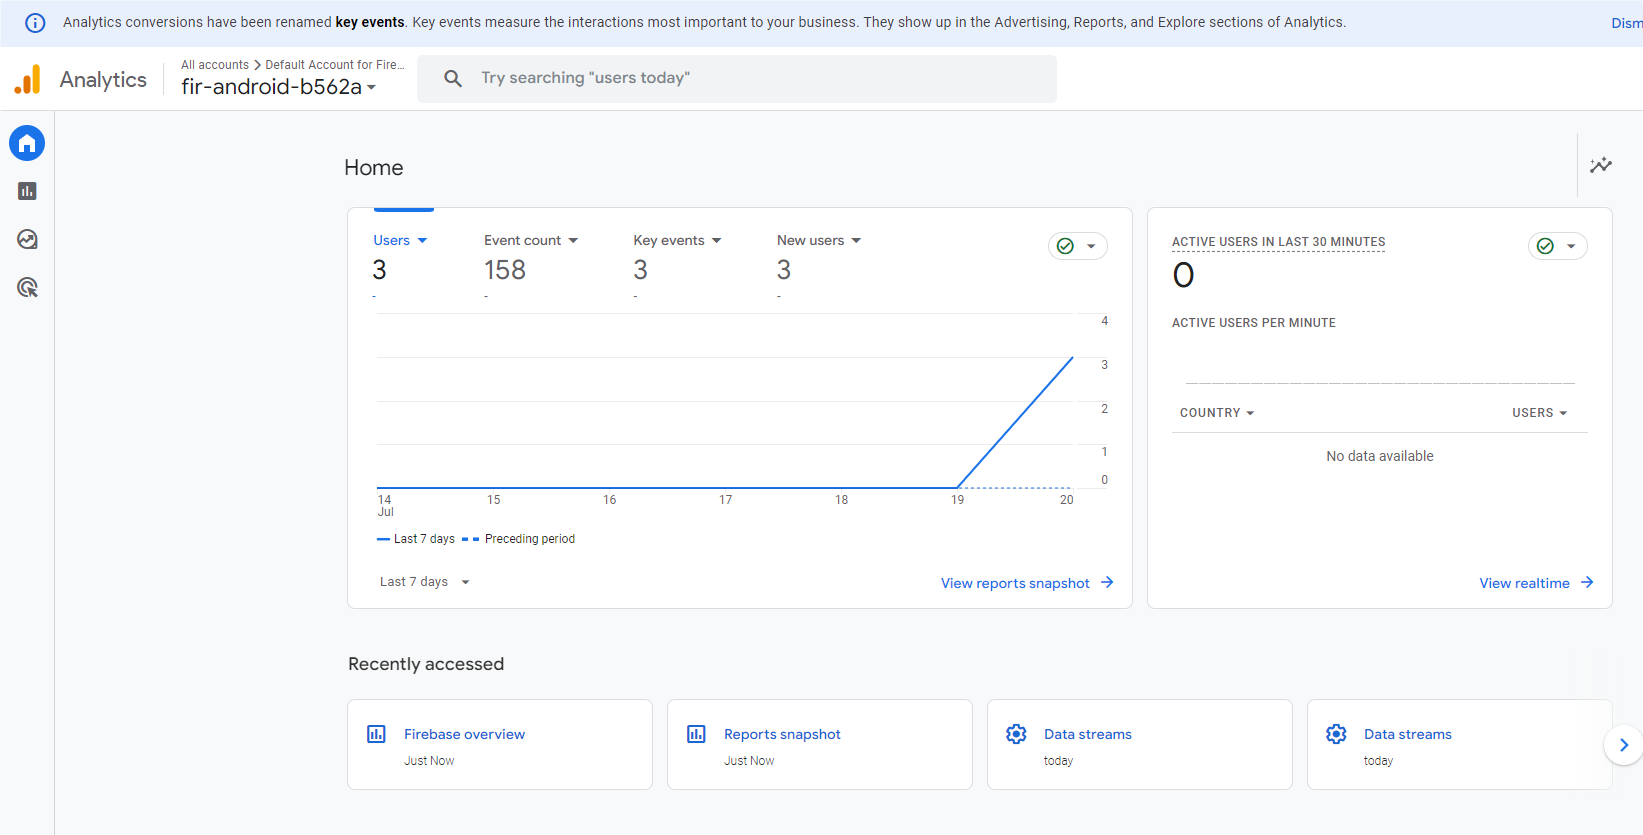 Analytics conversions have been renamed key events. Key events measure the interactions most important to your business. They show up in the Advertising, Reports, and Explore sections of Analytics.
Dism
Analytics
All accounts > Default Account for Fire...
fir-android-b562a
Try searching "users today"
Home
Users
Event count
Key events
New users
3
158
3
3
-
-
-
-
4
3
2
1
0
14
Jul
15
16
17
18
19
20
Last 7 days
Preceding period
Last 7 days
View reports snapshot
ACTIVE USERS IN LAST 30 MINUTES
0
ACTIVE USERS PER MINUTE
COUNTRY
USERS
No data available
View realtime
Recently accessed
Firebase overview
Just Now
Reports snapshot
Just Now
Data streams
today
Data streams
today